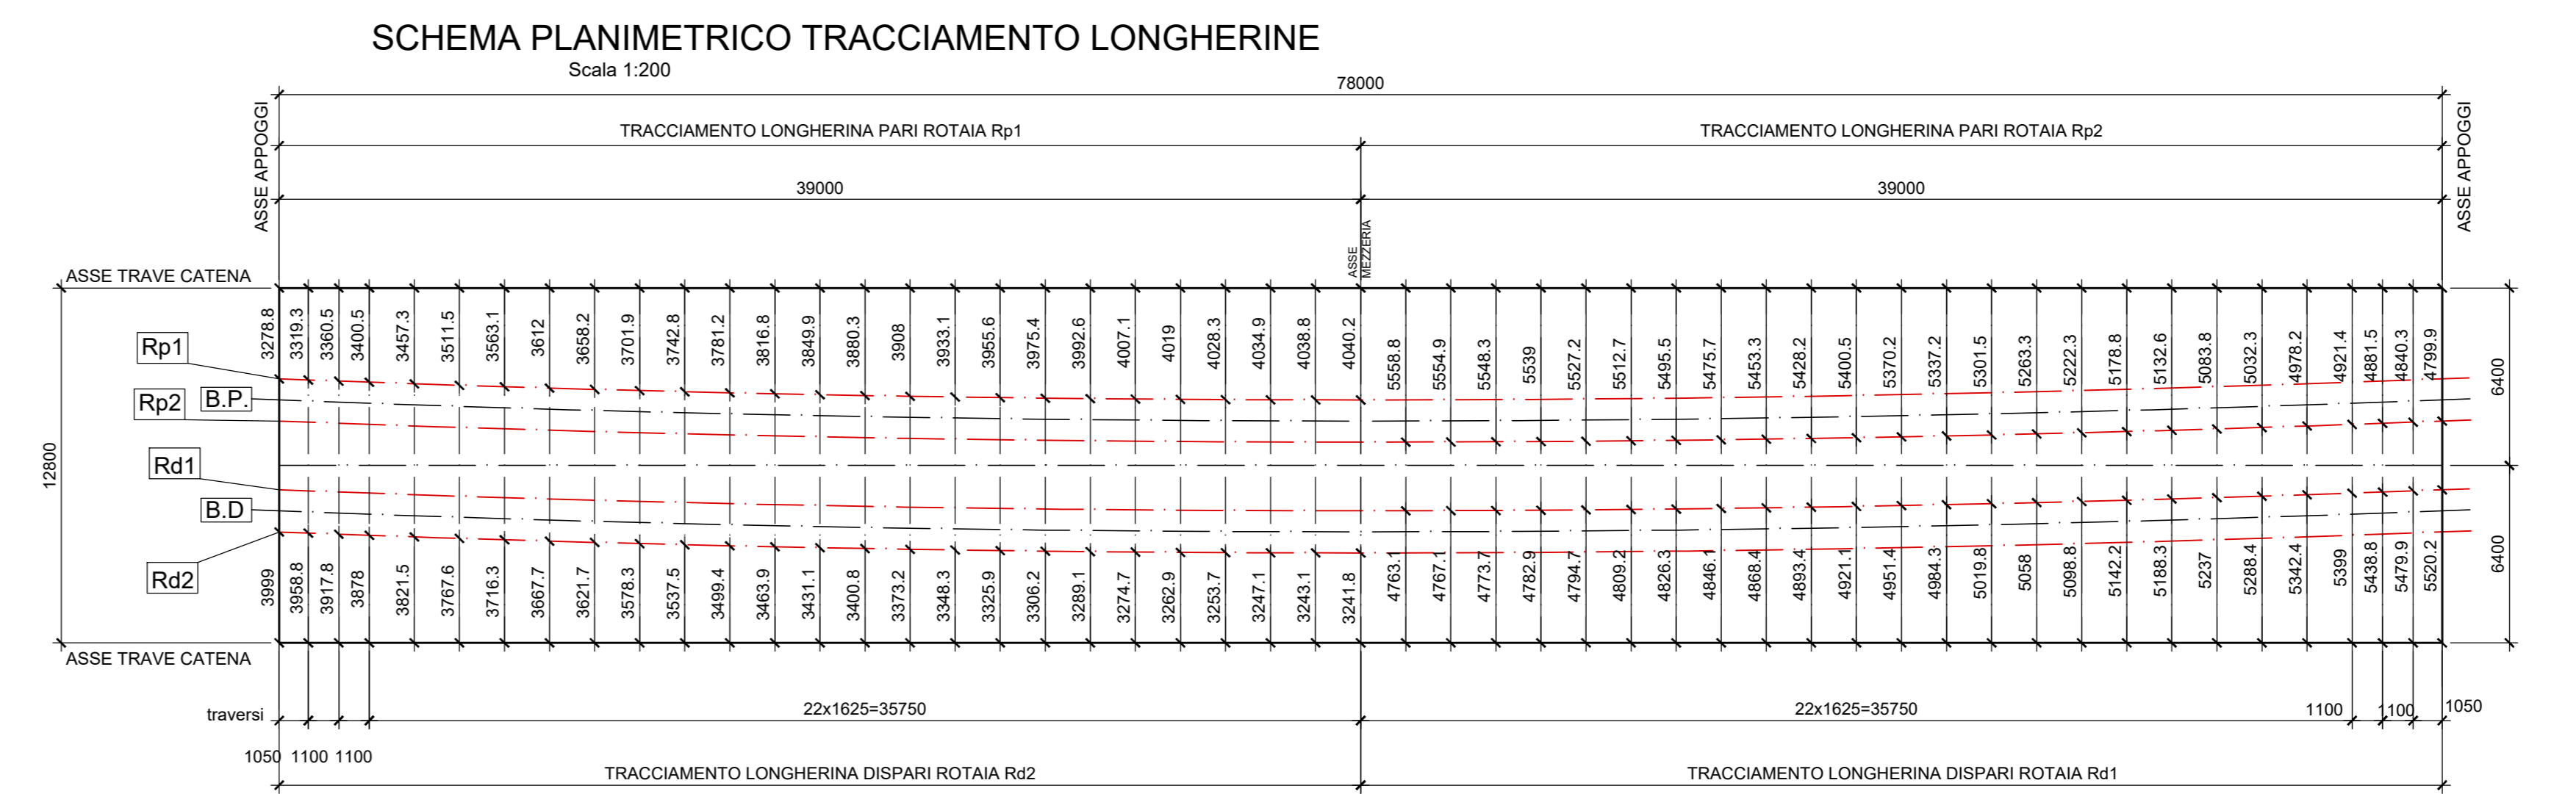 SCHEMA PLANIMETRICO TRACCIAMENTO LONGHERINE
Scala 1:200
78000
TRACCIAMENTO LONGHERINA PARI ROTAIA Rp1
TRACCIAMENTO LONGHERINA PARI ROTAIA Rp2
39000
39000
ASSE APPOGGI
ASSE APPOGGI
ASSE MEZZERIA
ASSE TRAVE CATENA
3278.8 3319.3 3360.5 3400.5 3457.3 3511.5 3563.1 3612 3658.2 3701.9 3742.8 3781.2 3816.8 3849.9 3880.3 3908 3933.1 3955.6 3975.4 3992.6 4007.1 4019 4028.3 4034.9 4038.8 4040.2 5558.8 5554.9 5548.3 5539 5527.2 5512.7 5495.5 5475.7 5453.3 5428.2 5400.5 5370.2 5337.2 5301.5 5263.3 5222.3 5178.8 5132.6 5083.8 5032.3 4978.2 4921.4 4881.5 4840.3 4799.9
Rp1
Rp2
B.P.
Rd1
B.D
Rd2
12800
6400
6400
3999 3958.8 3917.8 3878 3821.5 3767.6 3716.3 3667.7 3621.7 3578.3 3537.5 3499.4 3463.9 3431.1 3400.8 3373.2 3348.3 3325.9 3306.2 3289.1 3274.7 3262.9 3253.7 3247.1 3243.1 3241.8 4763.1 4767.1 4773.7 4782.9 4794.7 4809.2 4826.3 4846.1 4868.4 4893.4 4921.1 4951.4 4984.3 5019.8 5058 5098.8 5142.2 5188.3 5237 5288.4 5342.4 5399 5438.8 5479.9 5520.2
ASSE TRAVE CATENA
traversi
22x1625=35750
22x1625=35750
1100 1100 1050
1050 1100 1100
TRACCIAMENTO LONGHERINA DISPARI ROTAIA Rd2
TRACCIAMENTO LONGHERINA DISPARI ROTAIA Rd1